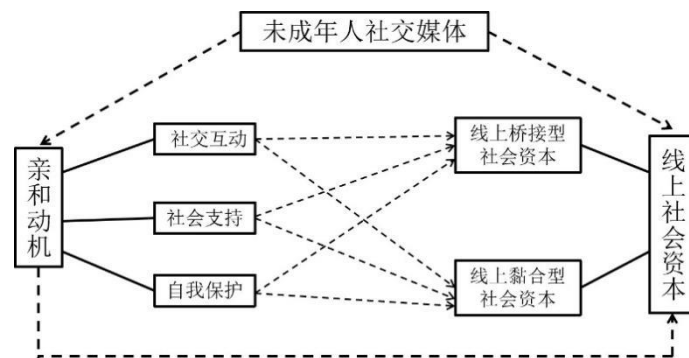 未成年人社交媒体
亲和动机
社交互动
社会支持
自我保护
线上桥接型
社会资本
线上黏合型
社会资本
线上社会资本